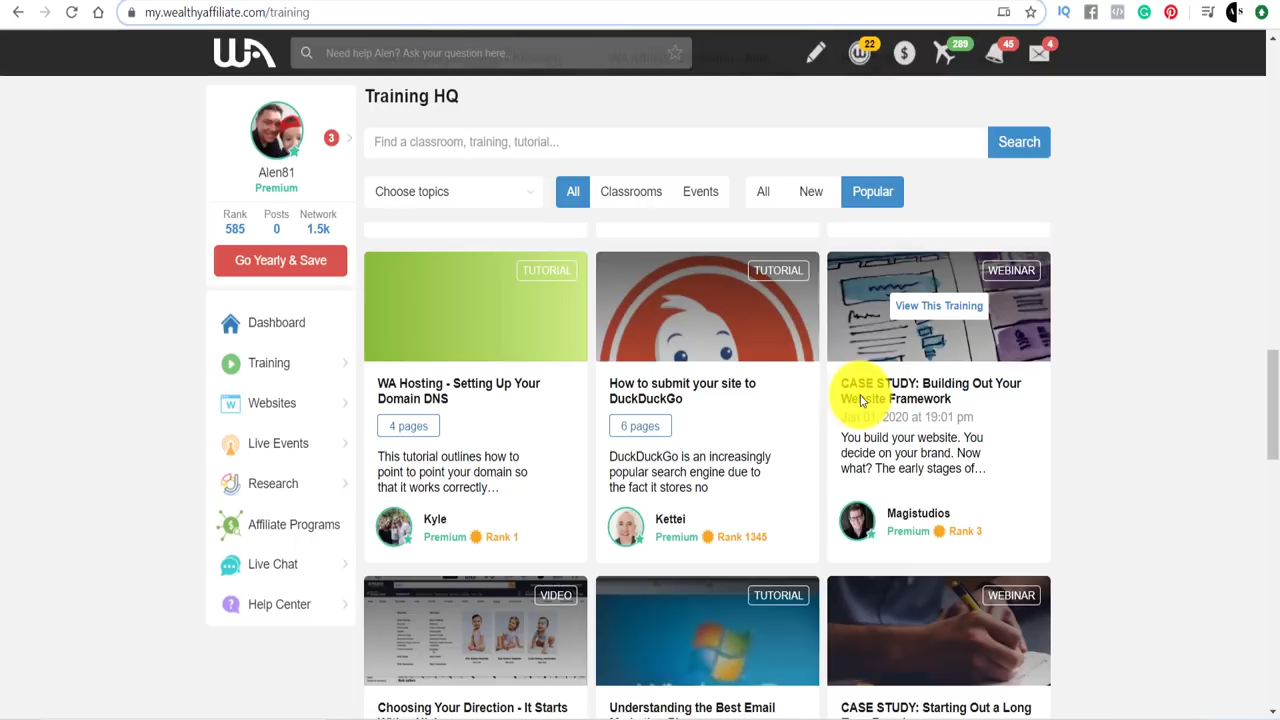 my.wealthyaffiliate.com/training
IQ
WA
Need help Alen? Ask your question here..
22
289
45
4
Training HQ
Find a classroom, training, tutorial...
Search
Choose topics
All
Classrooms
Events
All
New
Popular
3
Alen81
Premium
Rank
Posts
Network
585
0
1.5k
Go Yearly & Save
Dashboard
Training
Websites
Live Events
Research
Affiliate Programs
Live Chat
Help Center
TUTORIAL
WA Hosting - Setting Up Your
Domain DNS
4 pages
This tutorial outlines how to
point to point your domain so
that it works correctly…
Kyle
Premium Rank 1
TUTORIAL
How to submit your site to
DuckDuckGo
6 pages
DuckDuckGo is an increasingly
popular search engine due to
the fact it stores no
Kettei
Premium Rank 1345
WEBINAR
View This Training
CASE STUDY: Building Out Your
Website Framework
Jan 01, 2020 at 19:01 pm
You build your website. You
decide on your brand. Now
what? The early stages of…
Magistudios
Premium Rank 3
VIDEO
Choosing Your Direction - It Starts
TUTORIAL
Understanding the Best Email
WEBINAR
CASE STUDY: Starting Out a Long